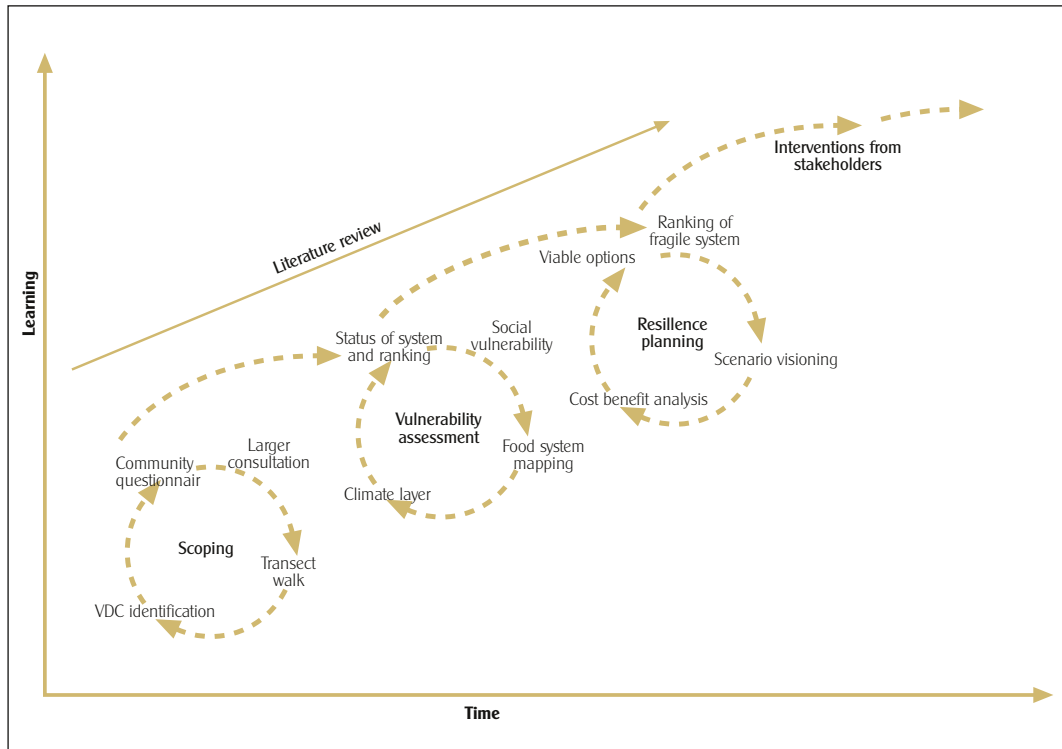 Learning
Literature review
Interventions from
stakeholders
Ranking of
fragile system
Viable options
Resillence
planning
Scenario visioning
Cost benefit analysis
Status of system
and ranking
Social
vulnerability
Vulnerability
assessment
Food system
mapping
Climate layer
Larger
consultation
Community
questionnair
Scoping
Transect
walk
VDC identification
Time